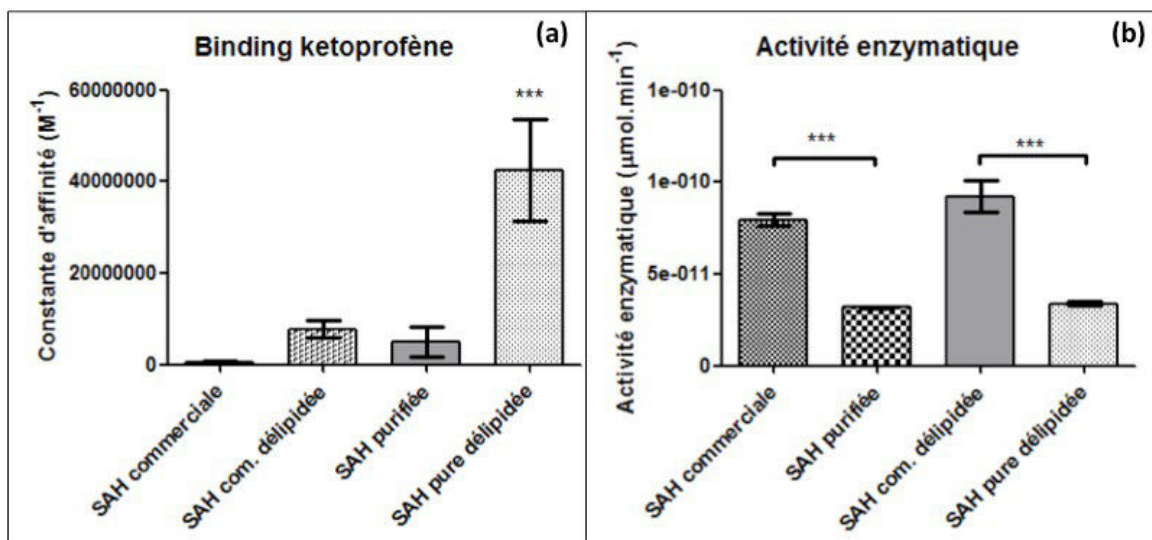 Binding ketoprofène
(a)
Constante d'affinité (M⁻¹)
60000000
40000000
20000000
0
***
SAH commerciale
SAH com. délipidée
SAH purifiée
SAH pure délipidée
Activité enzymatique
(b)
Activité enzymatique (µmol.min⁻¹)
1e-010
1e-010
5e-011
0
***
***
SAH commerciale
SAH purifiée
SAH com. délipidée
SAH pure délipidée